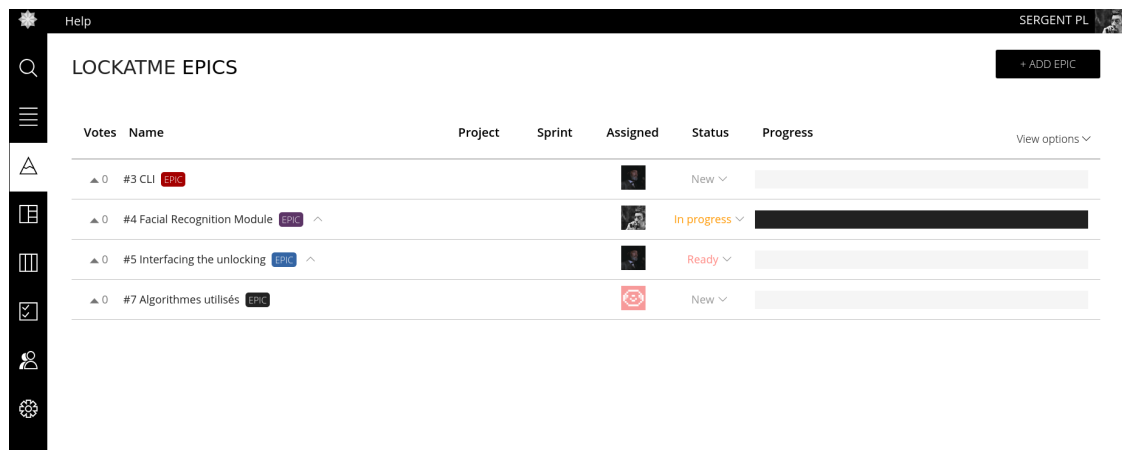 Help SERGENT PL
LOCKATME EPICS
+ ADD EPIC
Votes Name Project Sprint Assigned Status Progress View options
0 #3 CLI EPIC New
0 #4 Facial Recognition Module EPIC In progress
0 #5 Interfacing the unlocking EPIC Ready
0 #7 Algorithmes utilisés EPIC New